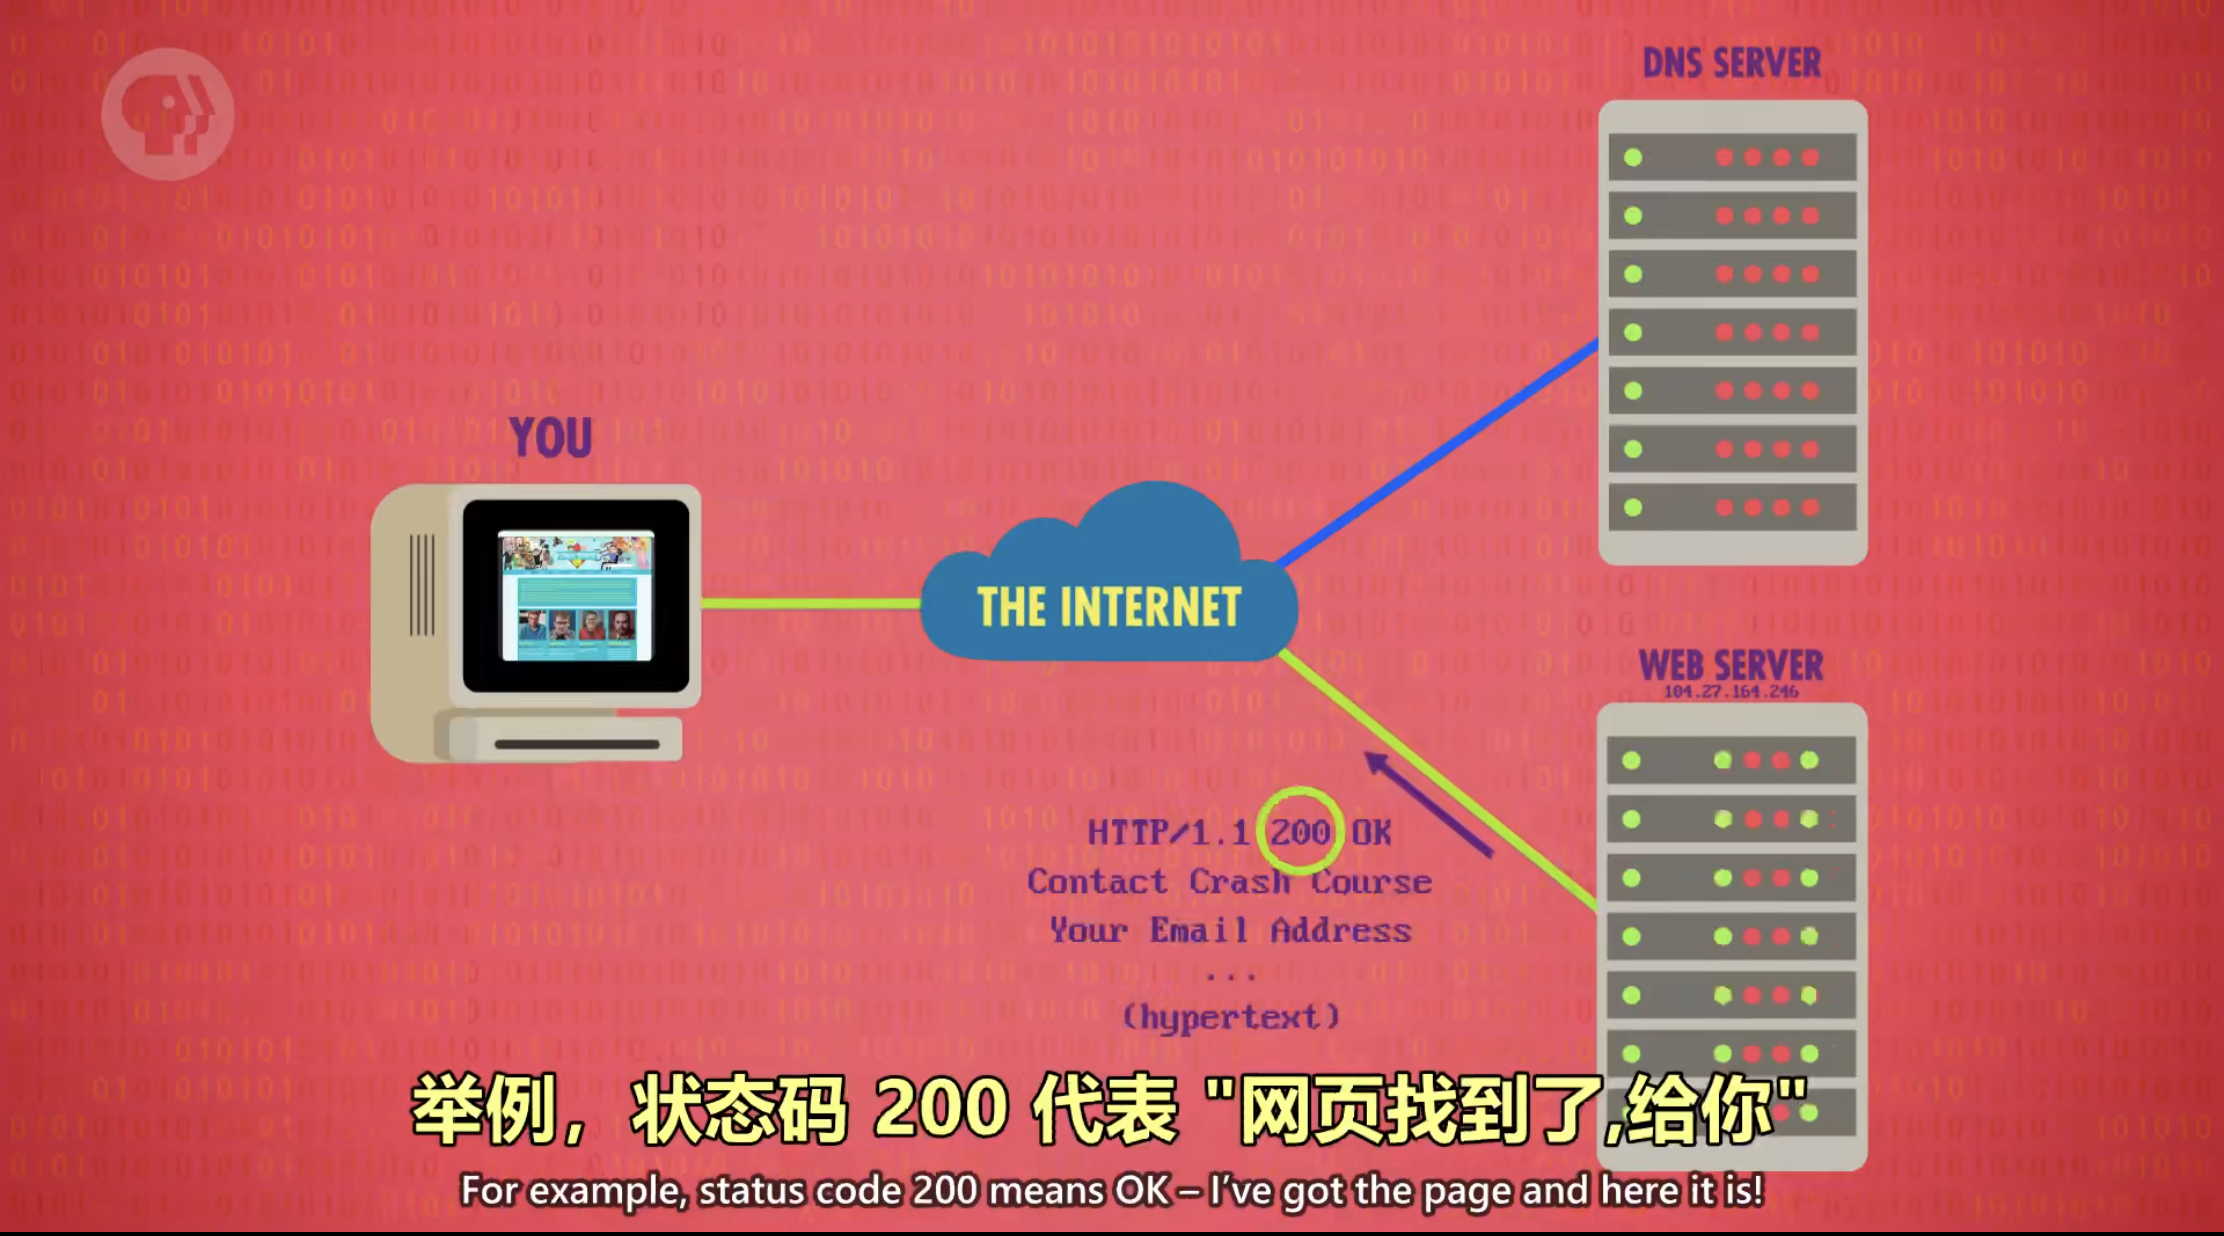 DNS SERVER
YOU
THE INTERNET
WEB SERVER
104.27.164.246
HTTP/1.1 200 OK
Contact Crash Course
Your Email Address
...
(hypertext)
举例，状态码 200 代表 "网页找到了,给你"
For example, status code 200 means OK – I've got the page and here it is!